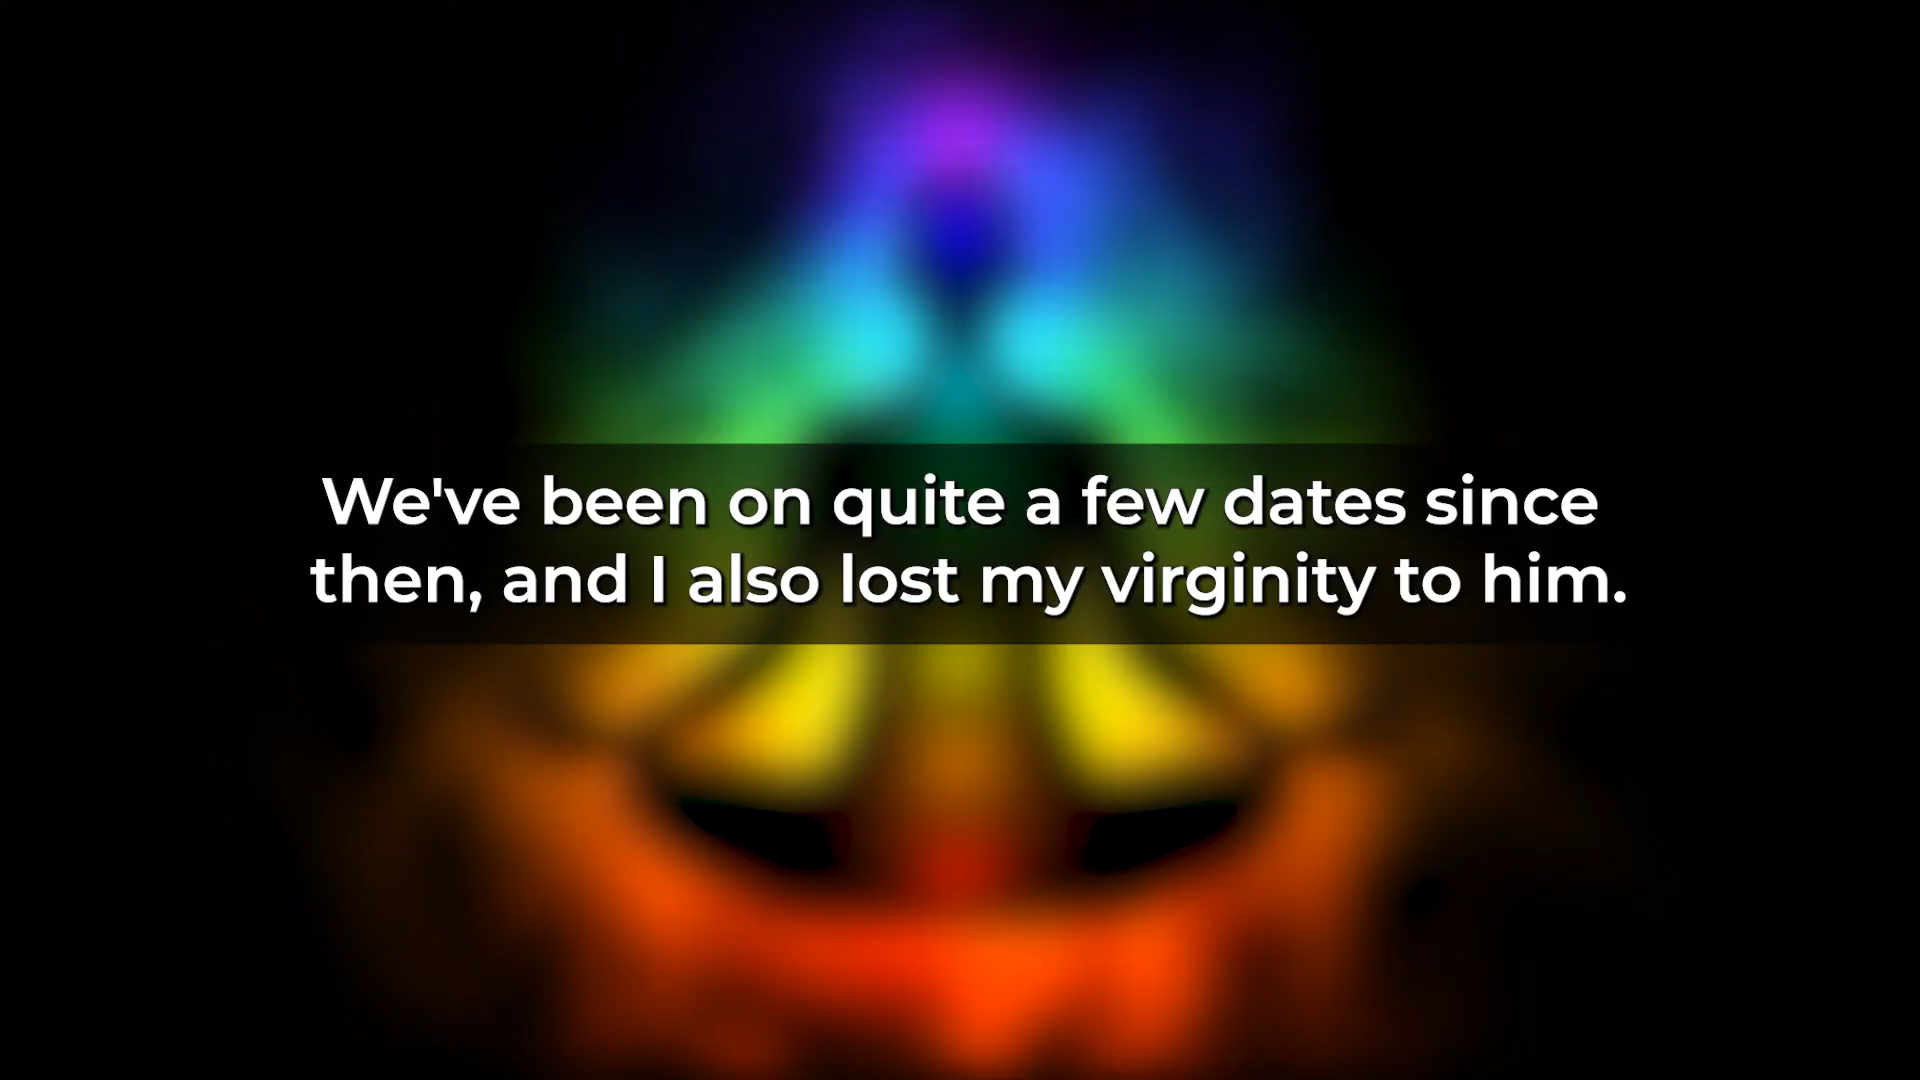 We've been on quite a few dates since
then, and I also lost my virginity to him.